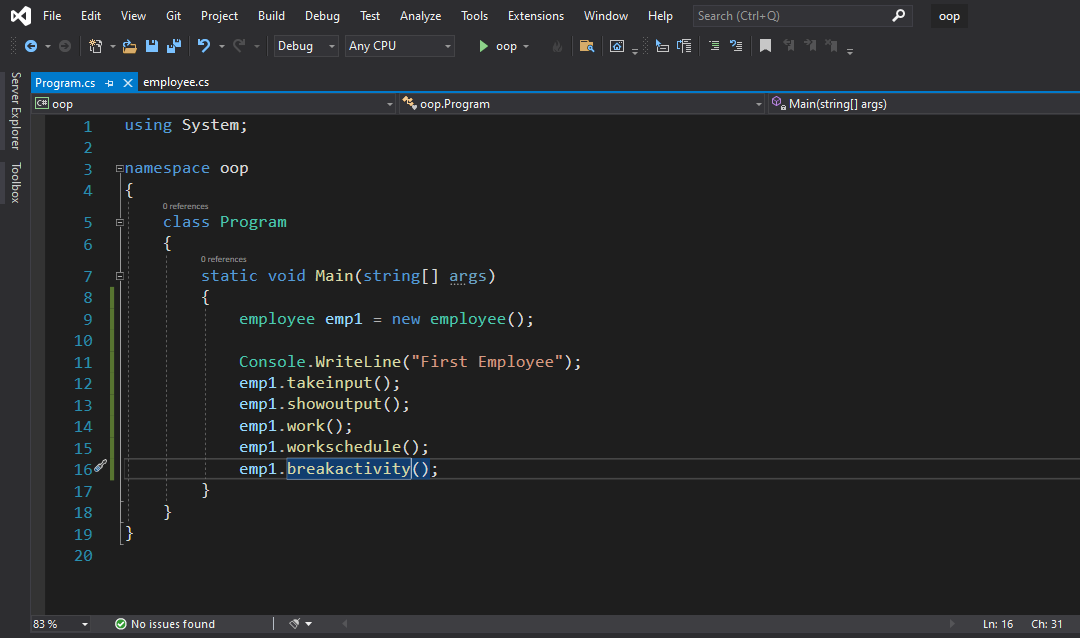 File Edit View Git Project Build Debug Test Analyze Tools Extensions Window Help Search (Ctrl+Q) oop
Debug Any CPU oop
Server Explorer
Toolbox
Program.cs employee.cs
C# oop oop.Program Main(string[] args)
1 using System;
2
3 namespace oop
4 {
0 references
5 class Program
6 {
0 references
7 static void Main(string[] args)
8 {
9 employee emp1 = new employee();
10
11 Console.WriteLine("First Employee");
12 emp1.takeinput();
13 emp1.showoutput();
14 emp1.work();
15 emp1.workschedule();
16 emp1.breakactivity();
17 }
18 }
19 }
20
83 % No issues found Ln: 16 Ch: 31